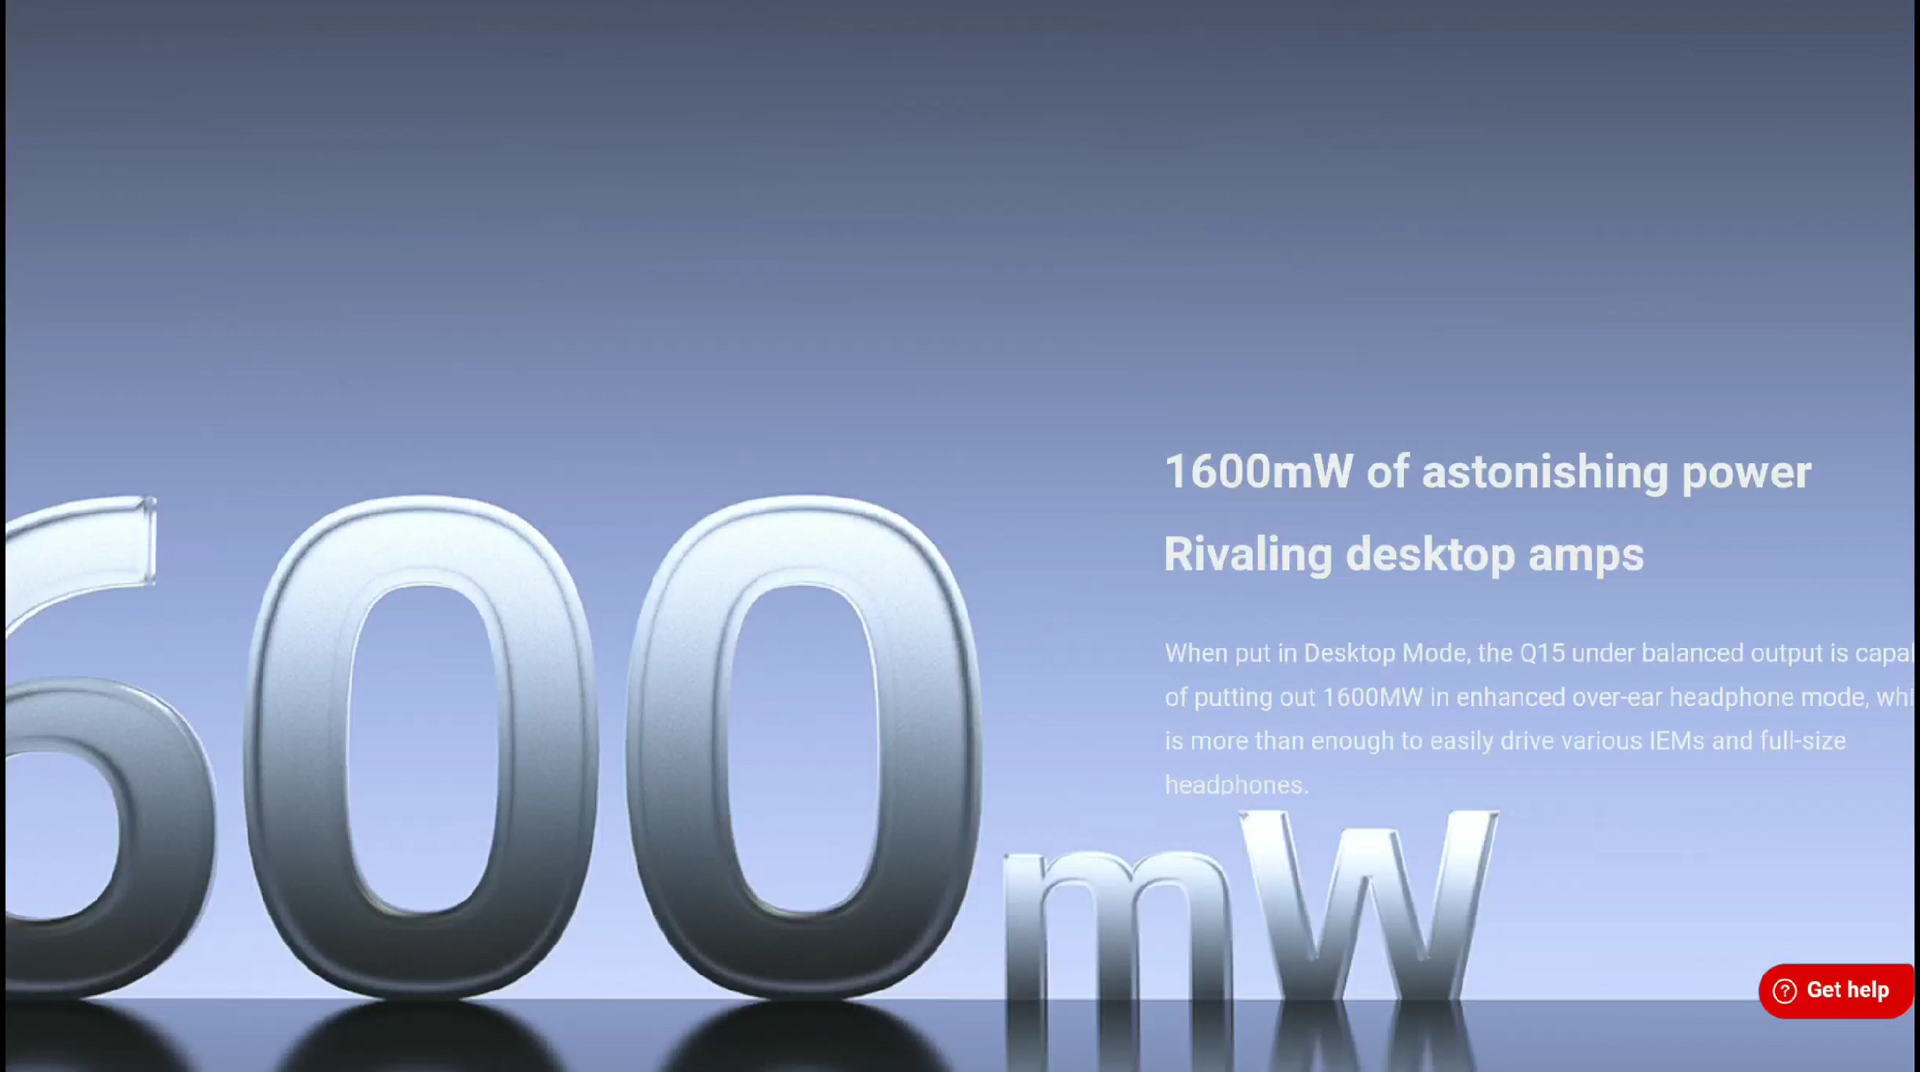 1600mW of astonishing power
Rivaling desktop amps
When put in Desktop Mode, the Q15 under balanced output is
of putting out 1600MW in enhanced over-ear headphone mode,
is more than enough to easily drive various IEMs and full-size
headphones.
600mW
Get help